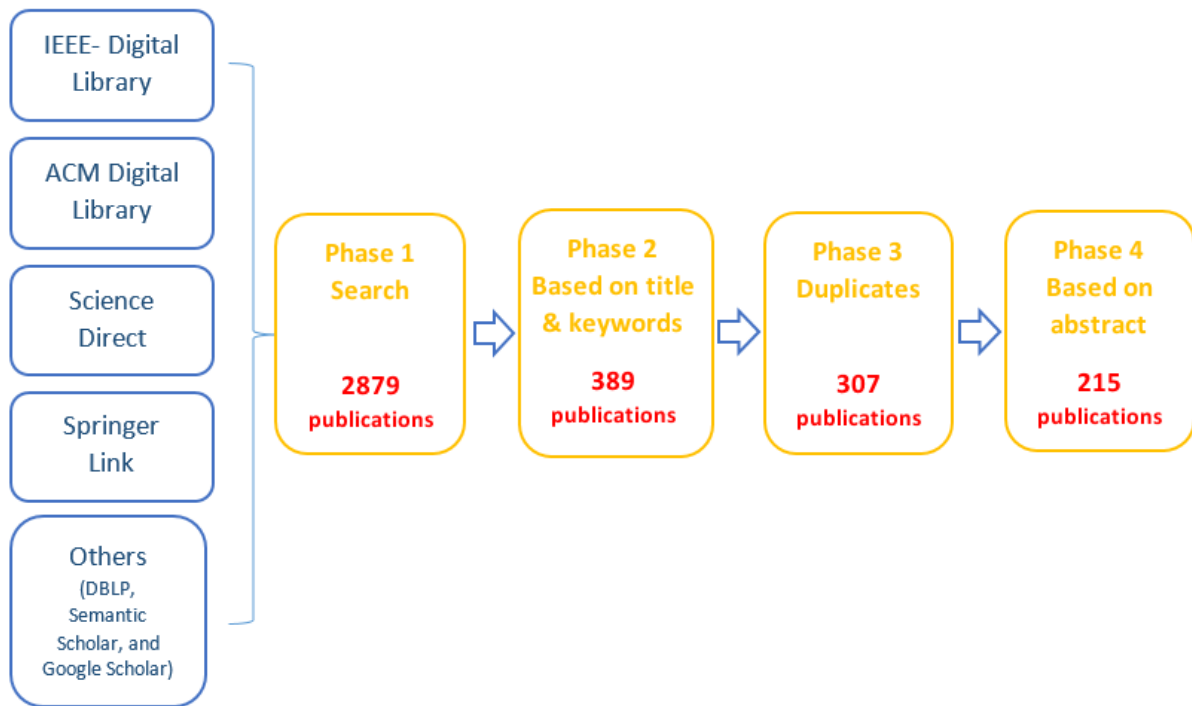 IEEE- Digital
Library
ACM Digital
Library
Science
Direct
Springer
Link
Others
(DBLP,
Semantic
Scholar, and
Google Scholar)
Phase 1
Search
2879
publications
Phase 2
Based on title
& keywords
389
publications
Phase 3
Duplicates
307
publications
Phase 4
Based on
abstract
215
publications